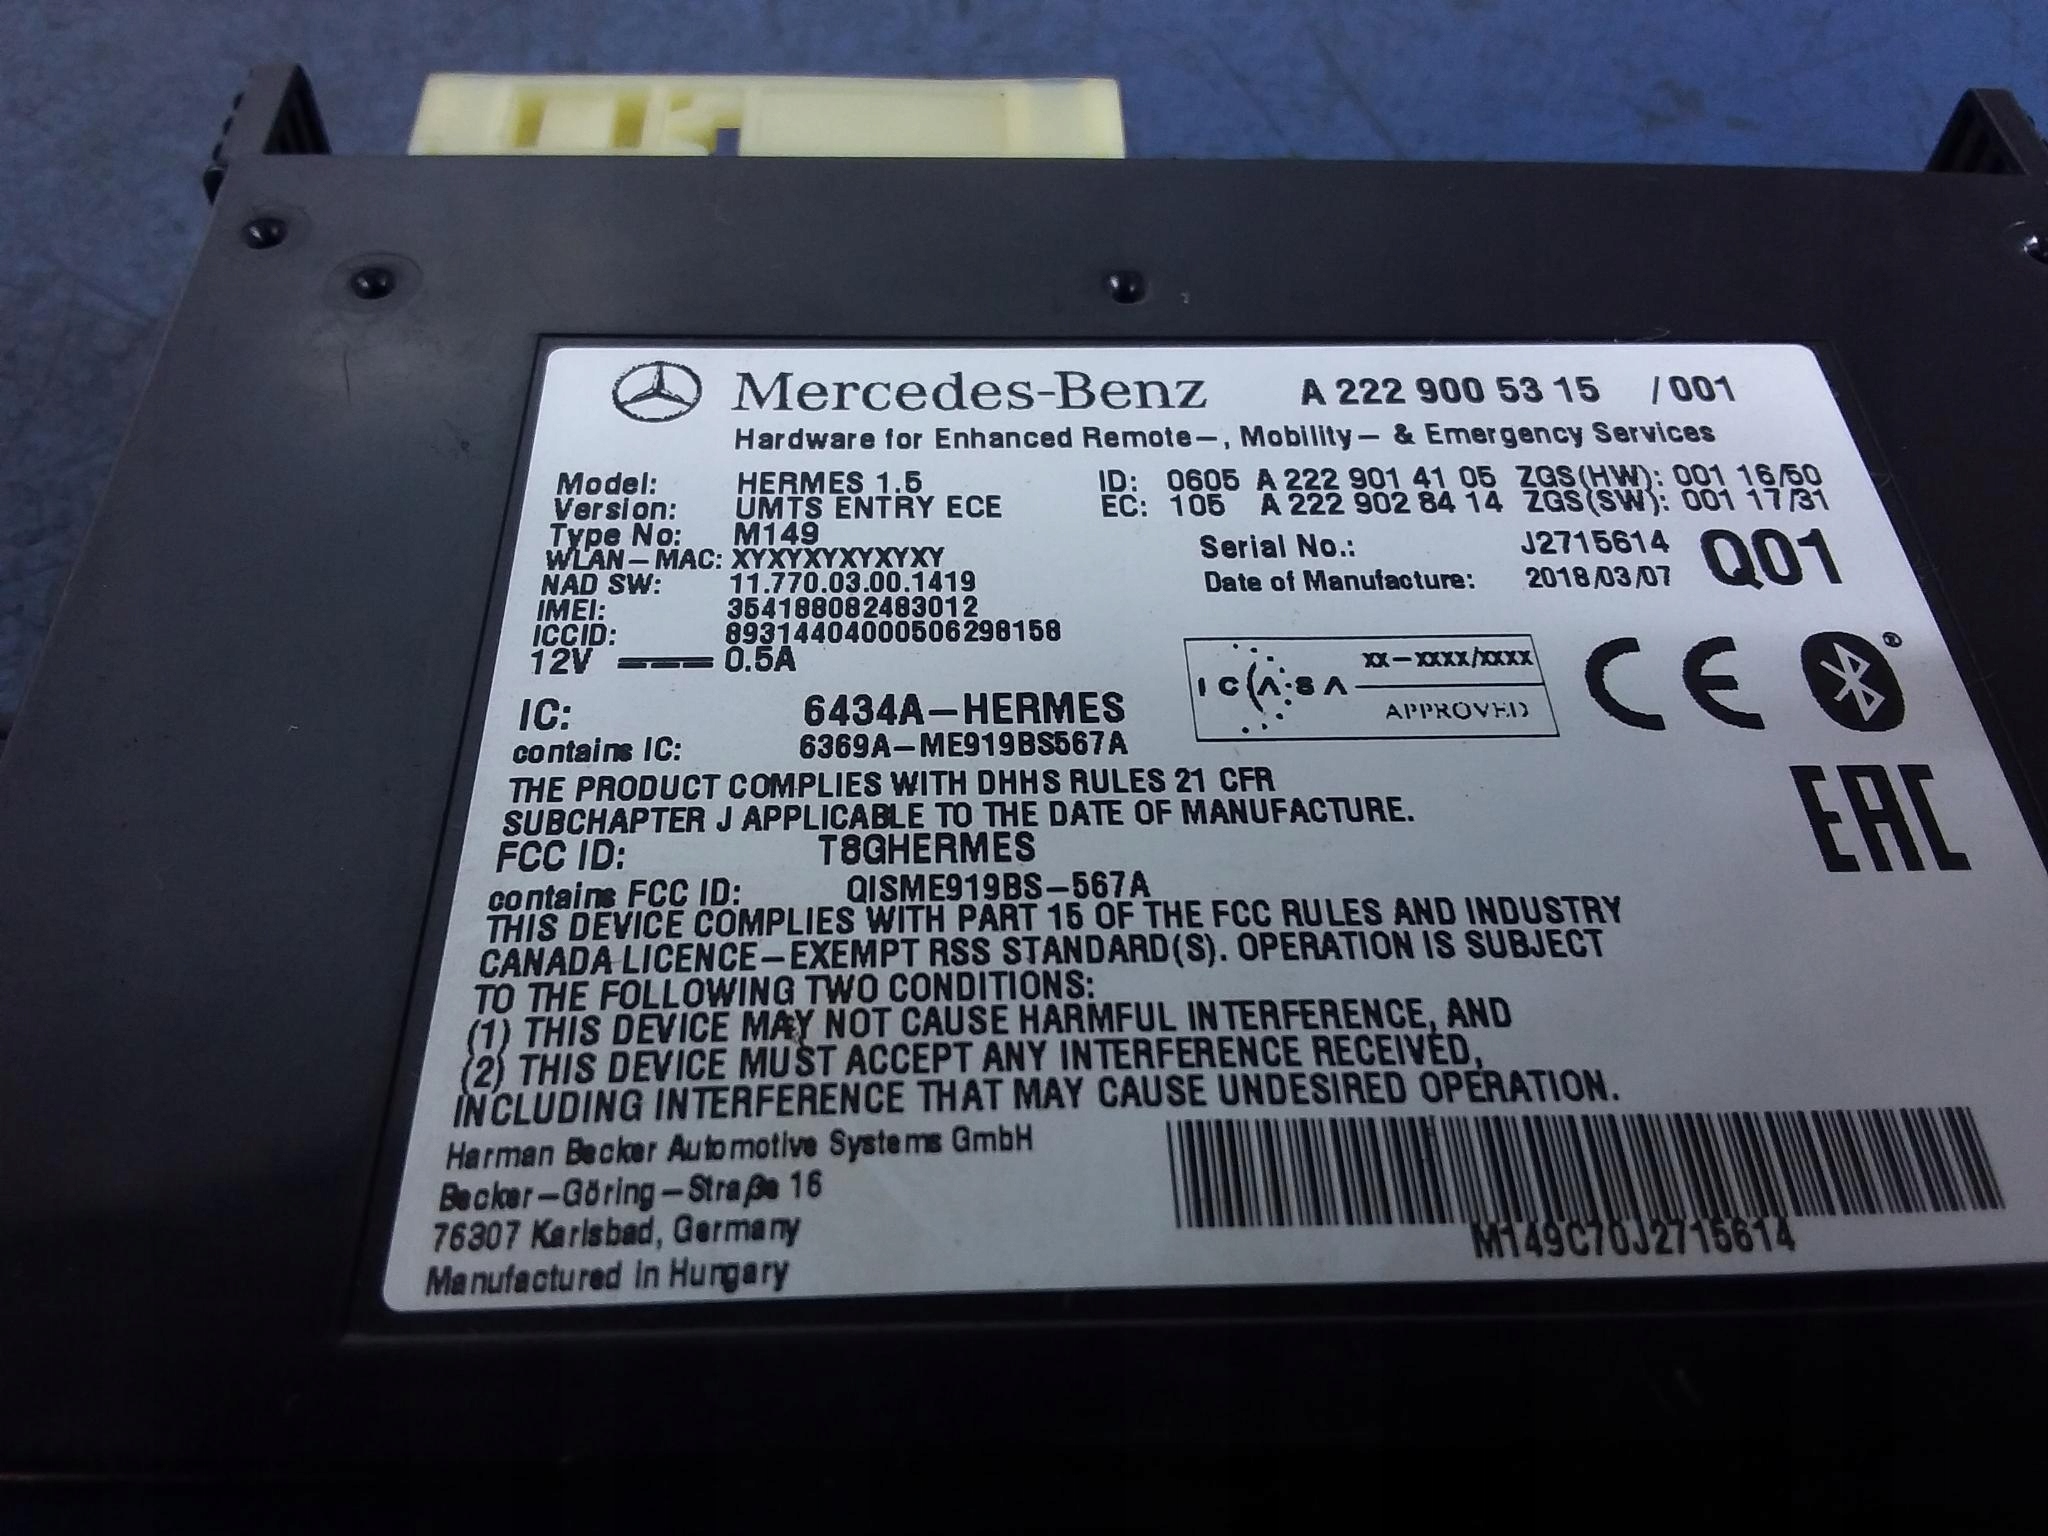 Mercedes-Benz A 222 900 53 15 /001
Hardware for Enhanced Remote-, Mobility- & Emergency Services
Model: HERMES 1.5 ID: 0605 A 222 901 41 05 ZGS(HW): 001 16/50
Version: UMTS ENTRY ECE EC: 105 A 222 902 84 14 ZGS(SW): 001 17/31
Type No: M149
WLAN-MAC: XYXYXYXYXYXY
Serial No.: J2715614 Q01
NAD SW: 11.770.03.00.1419
Date of Manufacture: 2018/03/07
IMEI: 354188082483012
ICCID: 89314404000506298158
12V 0.5A
ICASA xx-xxxx/xxxx
APPROVED
CE
IC: 6434A-HERMES
contains IC: 6369A-ME919BS567A
THE PRODUCT COMPLIES WITH DHHS RULES 21 CFR
SUBCHAPTER J APPLICABLE TO THE DATE OF MANUFACTURE.
EAC
FCC ID: T8GHERMES
contains FCC ID: QISME919BS-567A
THIS DEVICE COMPLIES WITH PART 15 OF THE FCC RULES AND INDUSTRY
CANADA LICENCE-EXEMPT RSS STANDARD(S). OPERATION IS SUBJECT
TO THE FOLLOWING TWO CONDITIONS:
(1) THIS DEVICE MAY NOT CAUSE HARMFUL INTERFERENCE, AND
(2) THIS DEVICE MUST ACCEPT ANY INTERFERENCE RECEIVED,
INCLUDING INTERFERENCE THAT MAY CAUSE UNDESIRED OPERATION.
Harman Becker Automotive Systems GmbH
Becker-Göring-Straße 16
76307 Karlsbad, Germany
Manufactured in Hungary
M149C70J2715614